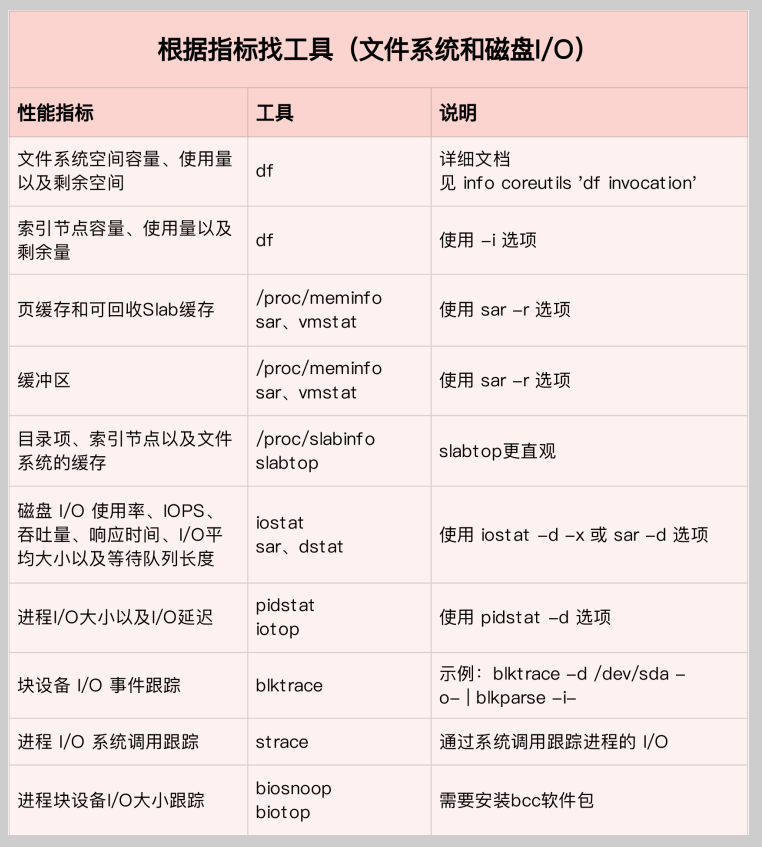 根据指标找工具（文件系统和磁盘I/O）
性能指标
工具
说明
文件系统空间容量、使用量
以及剩余空间
df
详细文档
见 info coreutils 'df invocation'
索引节点容量、使用量以及
剩余量
df
使用 -i 选项
页缓存和可回收Slab缓存
/proc/meminfo
sar、vmstat
使用 sar -r 选项
缓冲区
/proc/meminfo
sar、vmstat
使用 sar -r 选项
目录项、索引节点以及文件
系统的缓存
/proc/slabinfo
slabtop
slabtop更直观
磁盘 I/O 使用率、IOPS、
吞吐量、响应时间、I/O平
均大小以及等待队列长度
iostat
sar、dstat
使用 iostat -d -x 或 sar -d 选项
进程I/O大小以及I/O延迟
pidstat
iotop
使用 pidstat -d 选项
块设备 I/O 事件跟踪
blktrace
示例：blktrace -d /dev/sda -
o- | blkparse -i-
进程 I/O 系统调用跟踪
strace
通过系统调用跟踪进程的 I/O
进程块设备I/O大小跟踪
biosnoop
biotop
需要安装bcc软件包